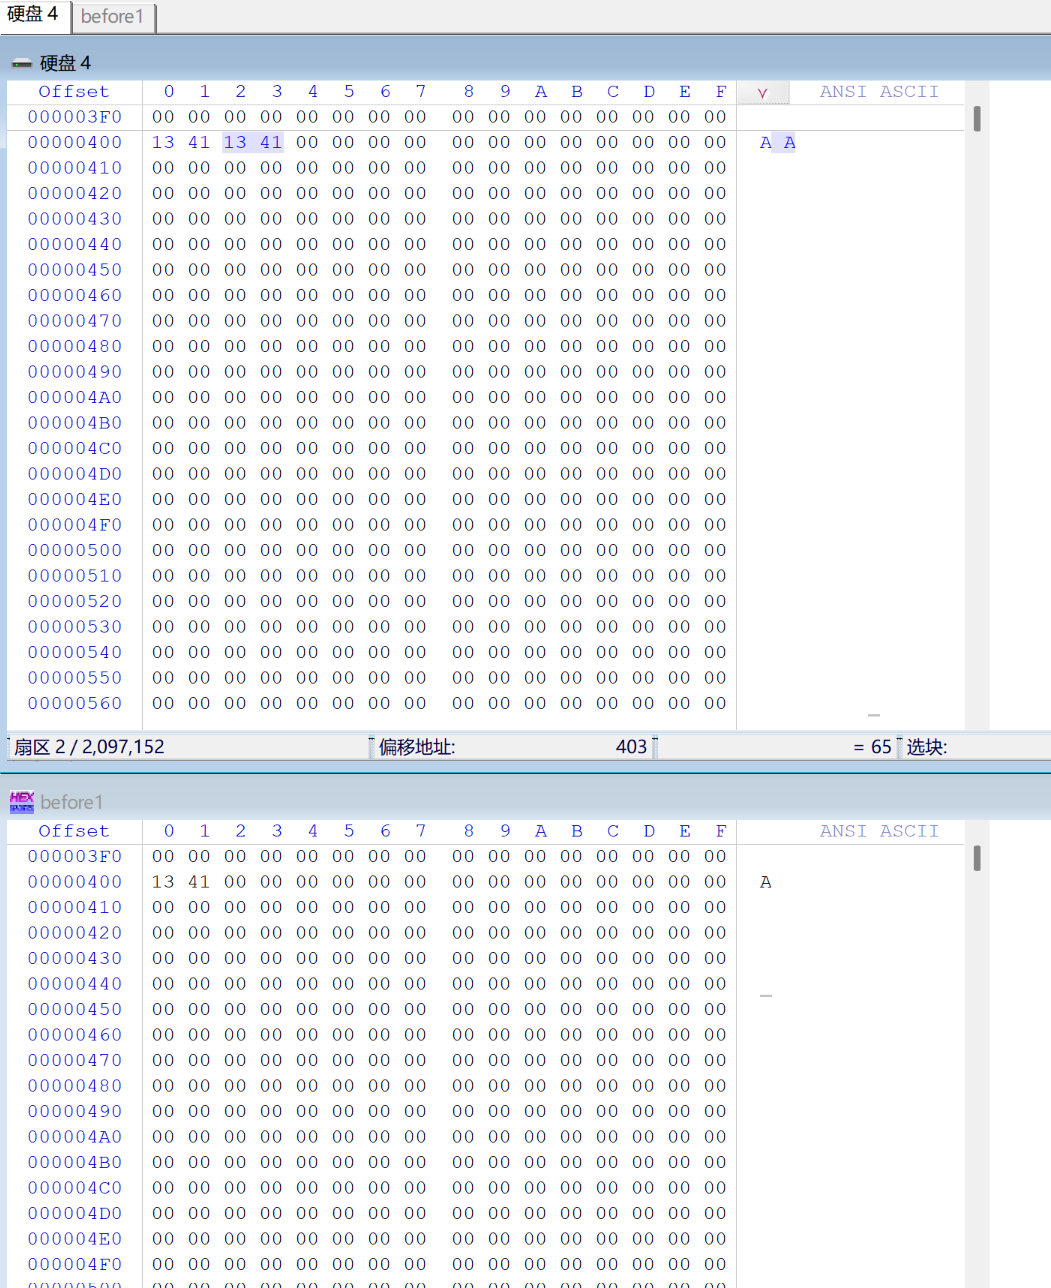 硬盘 4 before1
硬盘 4
Offset 0 1 2 3 4 5 6 7 8 9 A B C D E F ANSI ASCII
000003F0 00 00 00 00 00 00 00 00 00 00 00 00 00 00 00 00
00000400 13 41 13 41 00 00 00 00 00 00 00 00 00 00 00 00 A A
00000410 00 00 00 00 00 00 00 00 00 00 00 00 00 00 00 00
00000420 00 00 00 00 00 00 00 00 00 00 00 00 00 00 00 00
00000430 00 00 00 00 00 00 00 00 00 00 00 00 00 00 00 00
00000440 00 00 00 00 00 00 00 00 00 00 00 00 00 00 00 00
00000450 00 00 00 00 00 00 00 00 00 00 00 00 00 00 00 00
00000460 00 00 00 00 00 00 00 00 00 00 00 00 00 00 00 00
00000470 00 00 00 00 00 00 00 00 00 00 00 00 00 00 00 00
00000480 00 00 00 00 00 00 00 00 00 00 00 00 00 00 00 00
00000490 00 00 00 00 00 00 00 00 00 00 00 00 00 00 00 00
000004A0 00 00 00 00 00 00 00 00 00 00 00 00 00 00 00 00
000004B0 00 00 00 00 00 00 00 00 00 00 00 00 00 00 00 00
000004C0 00 00 00 00 00 00 00 00 00 00 00 00 00 00 00 00
000004D0 00 00 00 00 00 00 00 00 00 00 00 00 00 00 00 00
000004E0 00 00 00 00 00 00 00 00 00 00 00 00 00 00 00 00
000004F0 00 00 00 00 00 00 00 00 00 00 00 00 00 00 00 00
00000500 00 00 00 00 00 00 00 00 00 00 00 00 00 00 00 00
00000510 00 00 00 00 00 00 00 00 00 00 00 00 00 00 00 00
00000520 00 00 00 00 00 00 00 00 00 00 00 00 00 00 00 00
00000530 00 00 00 00 00 00 00 00 00 00 00 00 00 00 00 00
00000540 00 00 00 00 00 00 00 00 00 00 00 00 00 00 00 00
00000550 00 00 00 00 00 00 00 00 00 00 00 00 00 00 00 00
00000560 00 00 00 00 00 00 00 00 00 00 00 00 00 00 00 00
扇区 2 / 2,097,152 偏移地址: 403 = 65 选块:
HEX before1
Offset 0 1 2 3 4 5 6 7 8 9 A B C D E F ANSI ASCII
000003F0 00 00 00 00 00 00 00 00 00 00 00 00 00 00 00 00
00000400 13 41 00 00 00 00 00 00 00 00 00 00 00 00 00 00 A
00000410 00 00 00 00 00 00 00 00 00 00 00 00 00 00 00 00
00000420 00 00 00 00 00 00 00 00 00 00 00 00 00 00 00 00
00000430 00 00 00 00 00 00 00 00 00 00 00 00 00 00 00 00
00000440 00 00 00 00 00 00 00 00 00 00 00 00 00 00 00 00
00000450 00 00 00 00 00 00 00 00 00 00 00 00 00 00 00 00
00000460 00 00 00 00 00 00 00 00 00 00 00 00 00 00 00 00
00000470 00 00 00 00 00 00 00 00 00 00 00 00 00 00 00 00
00000480 00 00 00 00 00 00 00 00 00 00 00 00 00 00 00 00
00000490 00 00 00 00 00 00 00 00 00 00 00 00 00 00 00 00
000004A0 00 00 00 00 00 00 00 00 00 00 00 00 00 00 00 00
000004B0 00 00 00 00 00 00 00 00 00 00 00 00 00 00 00 00
000004C0 00 00 00 00 00 00 00 00 00 00 00 00 00 00 00 00
000004D0 00 00 00 00 00 00 00 00 00 00 00 00 00 00 00 00
000004E0 00 00 00 00 00 00 00 00 00 00 00 00 00 00 00 00
000004F0 00 00 00 00 00 00 00 00 00 00 00 00 00 00 00 00